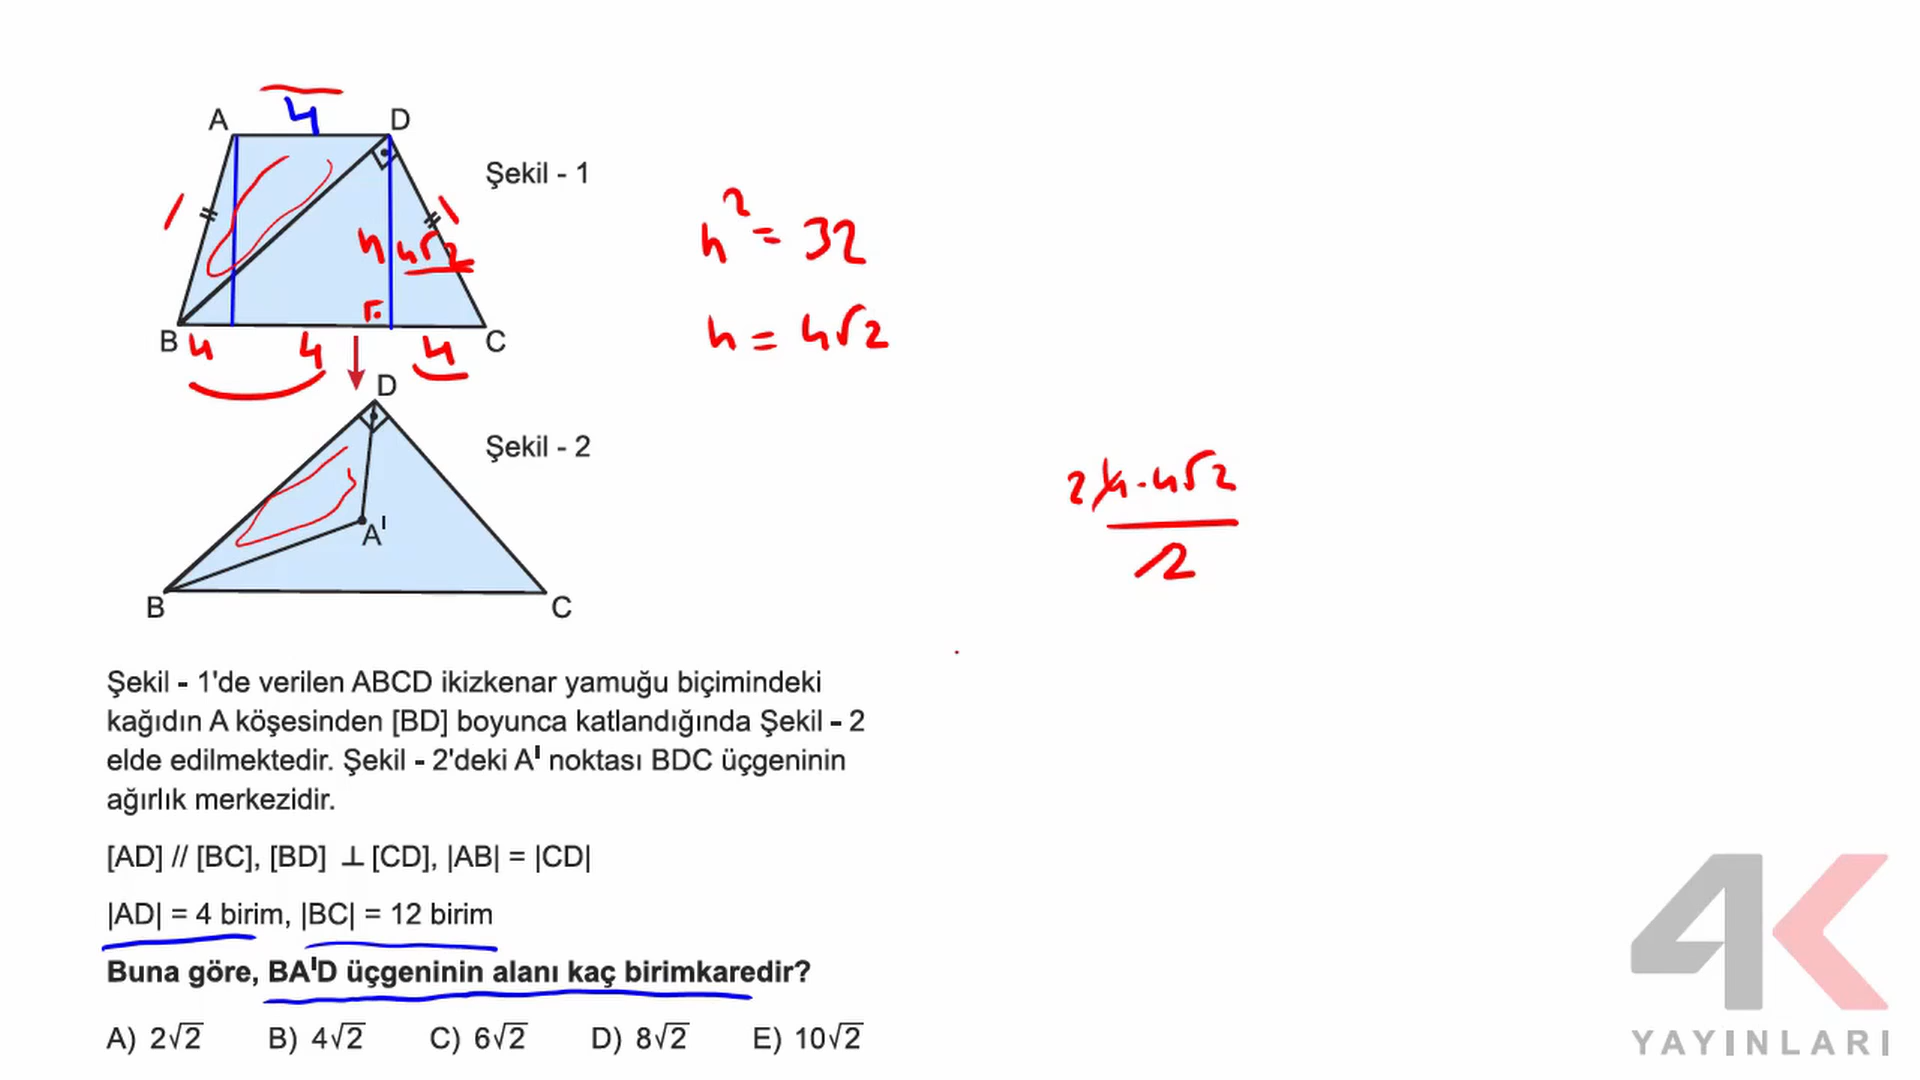 4
A D
Şekil - 1
h 4√2
B C
4 4 4
h² = 32
h = 4√2
D
Şekil - 2
A'
B C
2 4 . 4√2
2
Şekil - 1'de verilen ABCD ikizkenar yamuğu biçimindeki
kağıdın A köşesinden [BD] boyunca katlandığında Şekil - 2
elde edilmektedir. Şekil - 2'deki A' noktası BDC üçgeninin
ağırlık merkezidir.
[AD] // [BC], [BD] ⊥ [CD], |AB| = |CD|
|AD| = 4 birim, |BC| = 12 birim
Buna göre, BA'D üçgeninin alanı kaç birimkaredir?
A) 2√2 B) 4√2 C) 6√2 D) 8√2 E) 10√2
4K
YAYINLARI